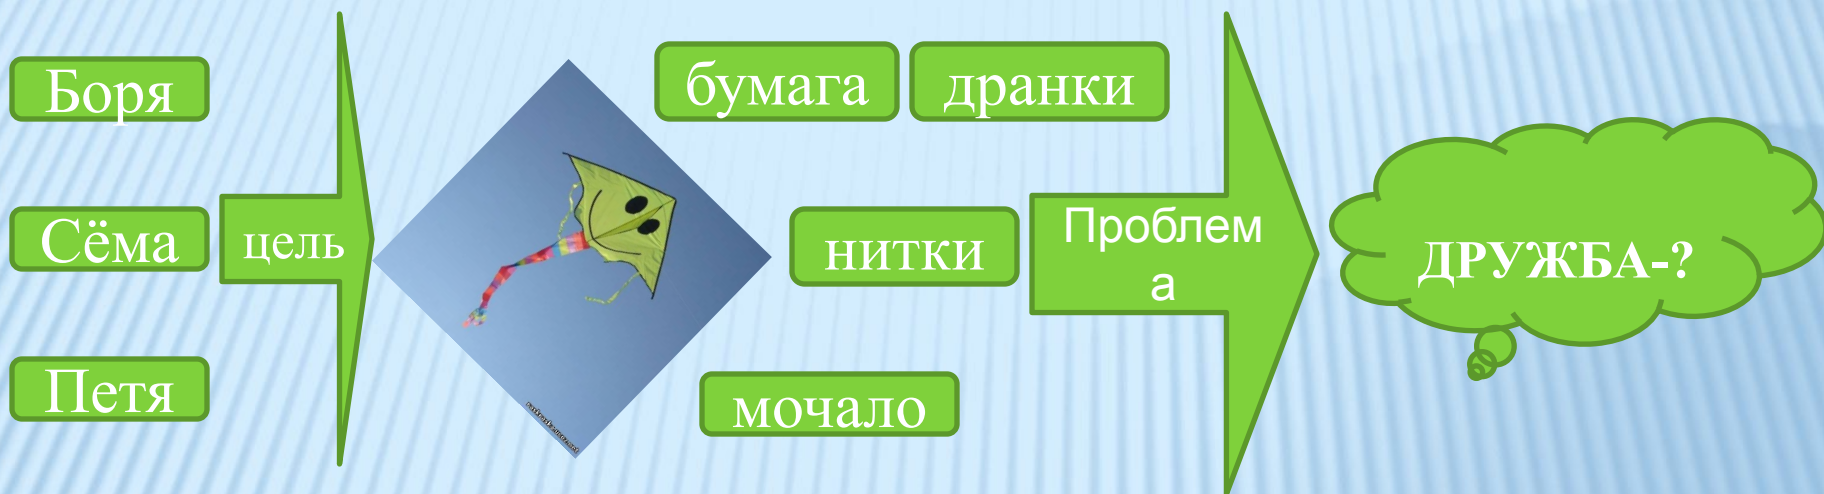 Боря
Сёма
Петя
цель
бумага
дранки
нитки
мочало
Проблем
а
ДРУЖБА-?